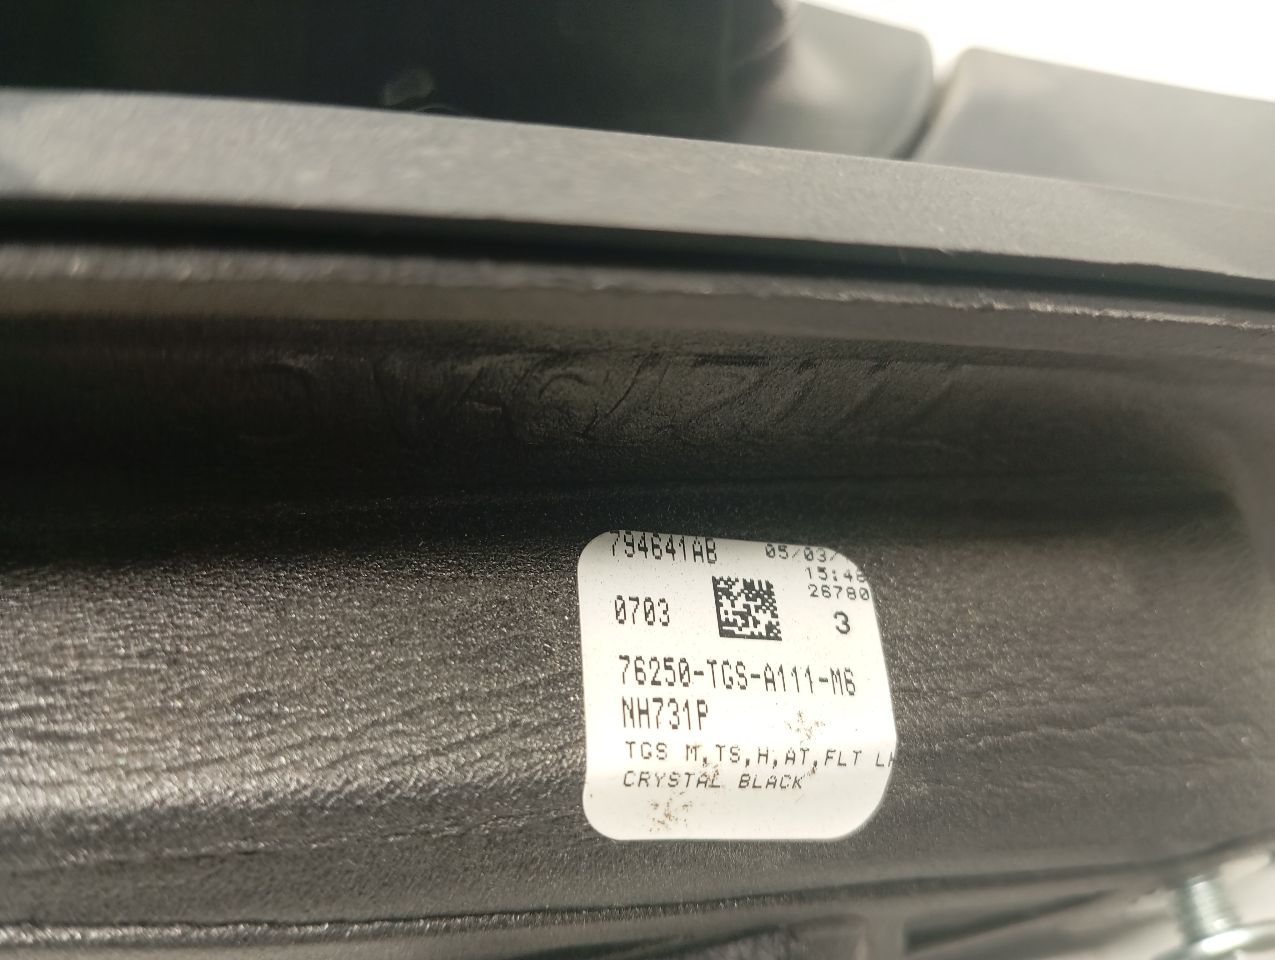 794641AB 05/03/
15:48
26780
0703 3
76250-TGS-A111-M6
NH731P
TGS M,TS,H,AT,FLT
CRYSTAL BLACK